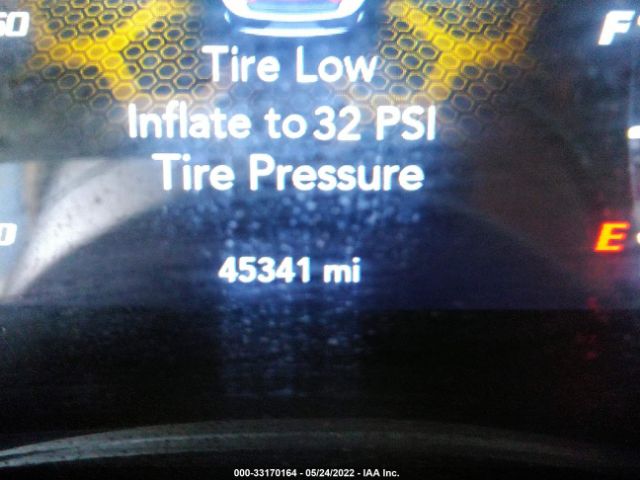 F
Tire Low
Inflate to 32 PSI
Tire Pressure
E
45341 mi
000-33170164 - 05/24/2022 - IAA Inc.